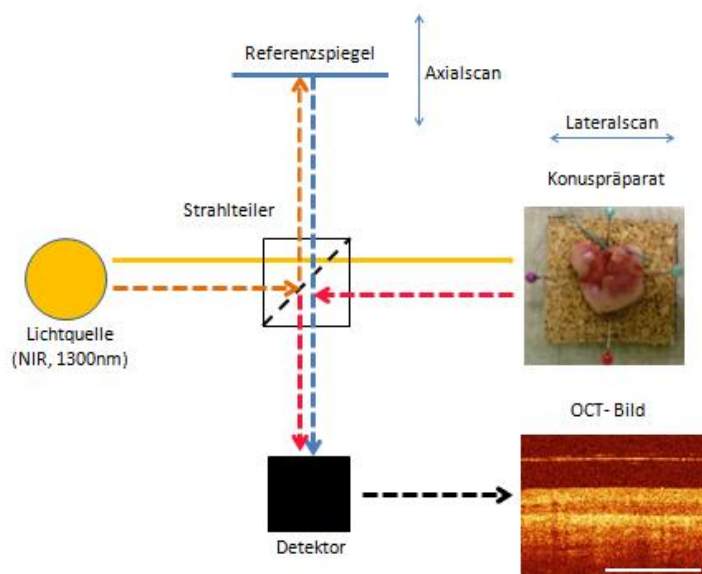 Referenzspiegel
Axialscan
Lateralscan
Konuspräparat
Strahlteiler
Lichtquelle
(NIR, 1300nm)
OCT- Bild
Detektor